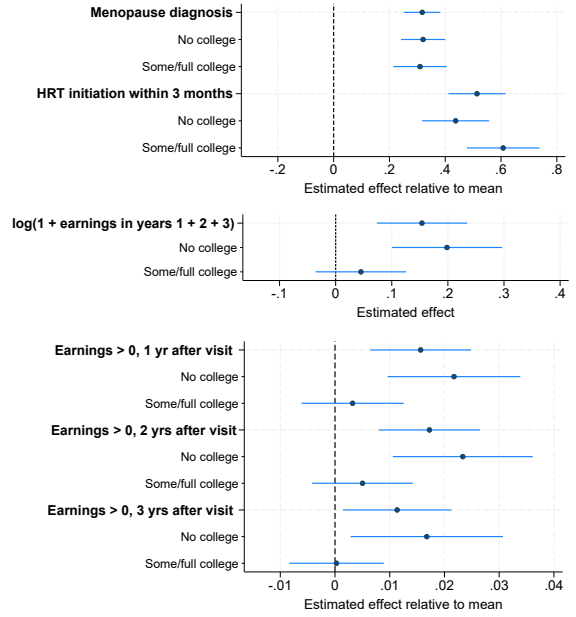 Menopause diagnosis
No college
Some/full college
HRT initiation within 3 months
No college
Some/full college
-.2 0 .2 .4 .6 .8
Estimated effect relative to mean
log(1 + earnings in years 1 + 2 + 3)
No college
Some/full college
-.1 0 .1 .2 .3 .4
Estimated effect
Earnings > 0, 1 yr after visit
No college
Some/full college
Earnings > 0, 2 yrs after visit
No college
Some/full college
Earnings > 0, 3 yrs after visit
No college
Some/full college
-.01 0 .01 .02 .03 .04
Estimated effect relative to mean